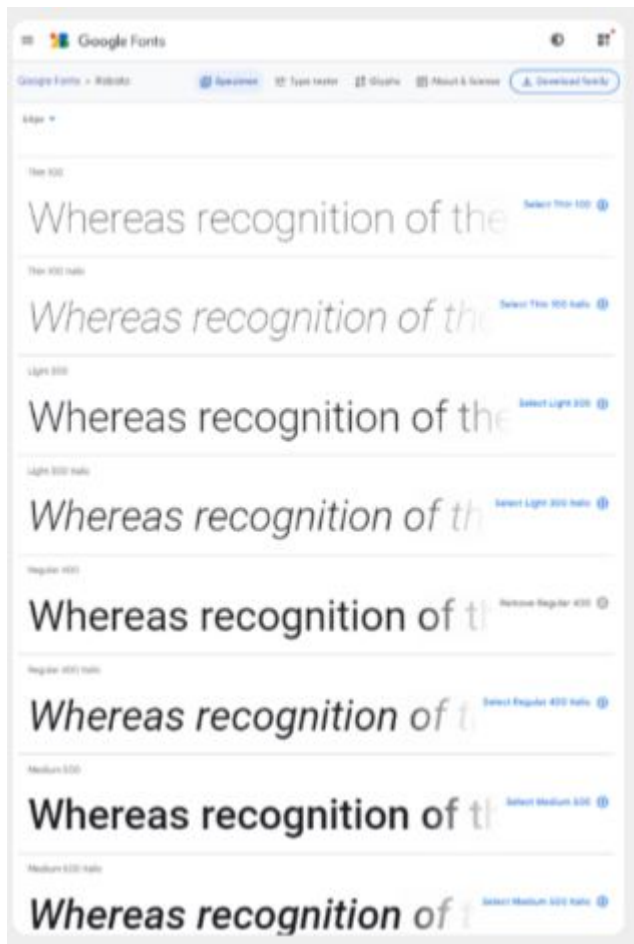 Google Fonts
Google Fonts > Roboto Specimen Type tester Glyphs About & license Download family
64px
Thin 100
Whereas recognition of the
Select Thin 100
Thin 100 Italic
Whereas recognition of the
Select Thin 100 Italic
Light 300
Whereas recognition of the
Select Light 300
Light 300 Italic
Whereas recognition of th
Select Light 300 Italic
Regular 400
Whereas recognition of t
Remove Regular 400
Regular 400 Italic
Whereas recognition of t
Select Regular 400 Italic
Medium 500
Whereas recognition of th
Select Medium 500
Medium 500 Italic
Whereas recognition of t
Select Medium 500 Italic